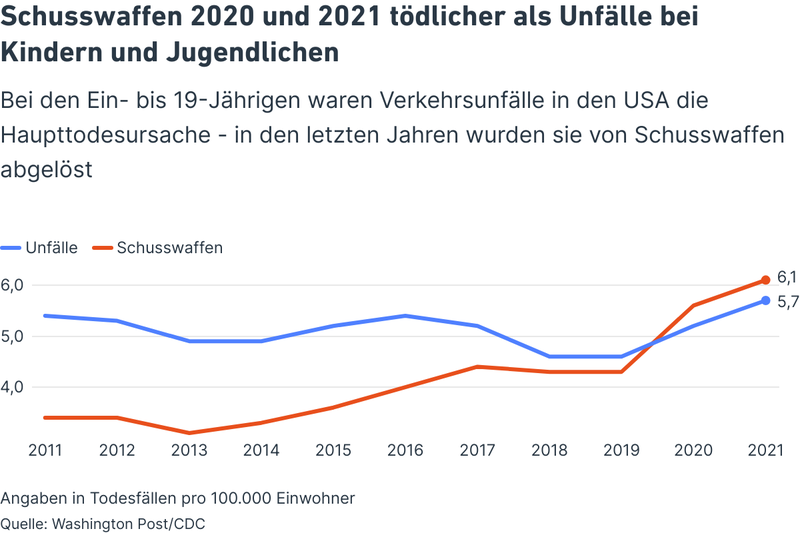 Schusswaffen 2020 und 2021 tödlicher als Unfälle bei
Kindern und Jugendlichen
Bei den Ein- bis 19-Jährigen waren Verkehrsunfälle in den USA die
Haupttodesursache - in den letzten Jahren wurden sie von Schusswaffen
abgelöst
Unfälle Schusswaffen
6,1
6,0
5,7
5,0
4,0
2011 2012 2013 2014 2015 2016 2017 2018 2019 2020 2021
Angaben in Todesfällen pro 100.000 Einwohner
Quelle: Washington Post/CDC